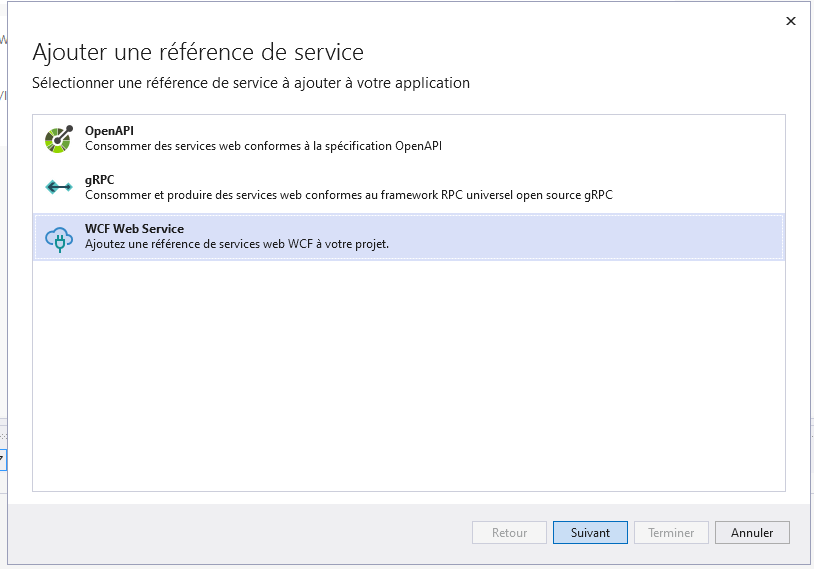 Ajouter une référence de service
Sélectionner une référence de service à ajouter à votre application
OpenAPI
Consommer des services web conformes à la spécification OpenAPI
gRPC
Consommer et produire des services web conformes au framework RPC universel open source gRPC
WCF Web Service
Ajoutez une référence de services web WCF à votre projet.
Retour Suivant Terminer Annuler